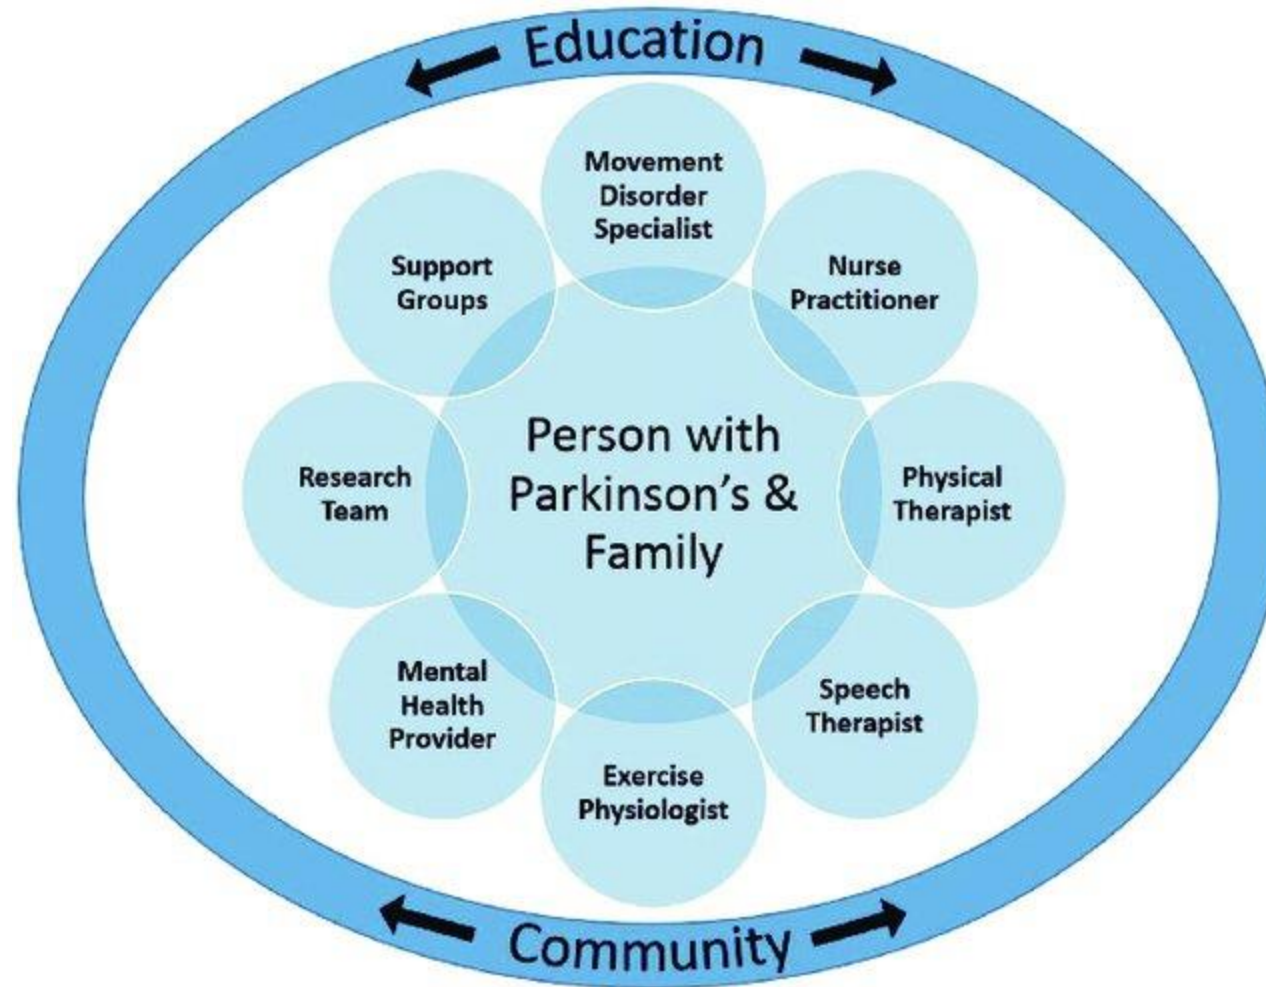 Education
Movement
Disorder
Specialist
Support
Groups
Nurse
Practitioner
Person with
Parkinson’s &
Family
Research
Team
Physical
Therapist
Mental
Health
Provider
Speech
Therapist
Exercise
Physiologist
Community